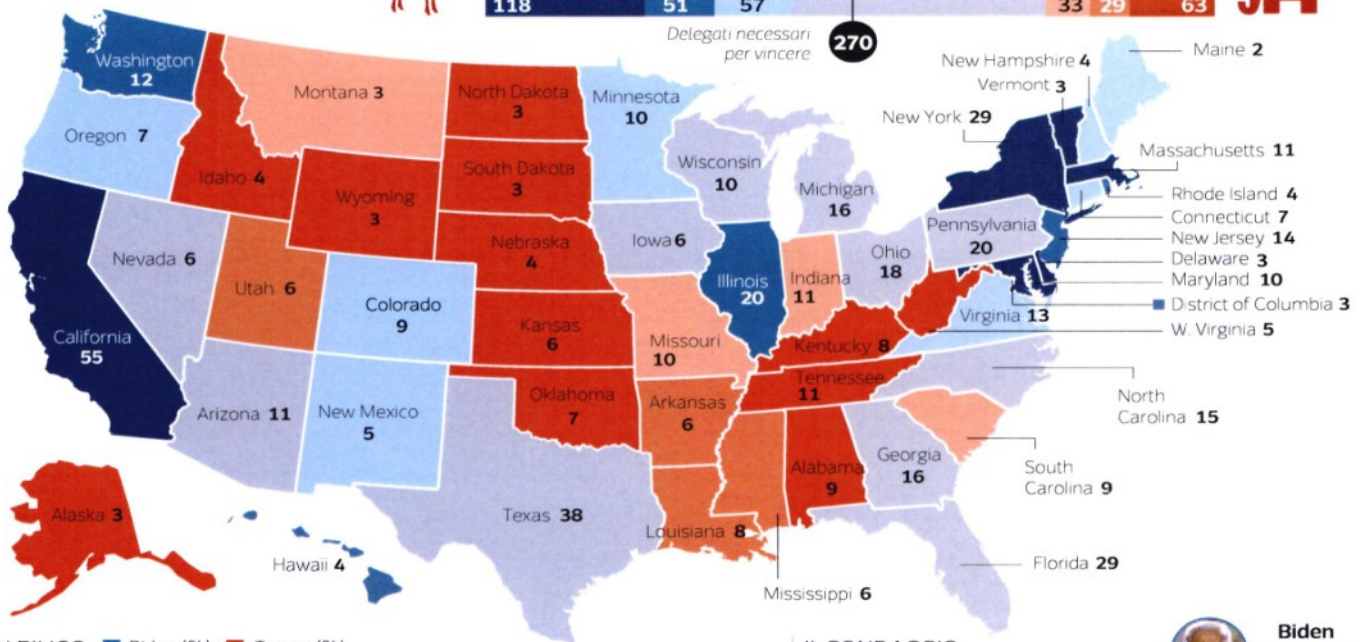 118 51 57 33 29 63
Delegati necessari
per vincere
270
Washington
12
Oregon 7
California
55
Nevada 6
Idaho 4
Montana 3
Wyoming
3
Utah 6
Colorado
9
Arizona 11
New Mexico
5
North Dakota
3
South Dakota
3
Nebraska
4
Kansas
6
Oklahoma
7
Texas 38
Minnesota
10
Iowa 6
Missouri
10
Arkansas
6
Louisiana 8
Wisconsin
10
Michigan
16
Illinois
20
Indiana
11
Ohio
18
Kentucky 8
Tennessee
11
Mississippi 6
Alabama
9
Georgia
16
Pennsylvania
20
Virginia 13
New York 29
Vermont 3
New Hampshire 4
Maine 2
Massachusetts 11
Rhode Island 4
Connecticut 7
New Jersey 14
Delaware 3
Maryland 10
District of Columbia 3
W. Virginia 5
North
Carolina 15
South
Carolina 9
Florida 29
Alaska 3
Hawaii 4
Biden